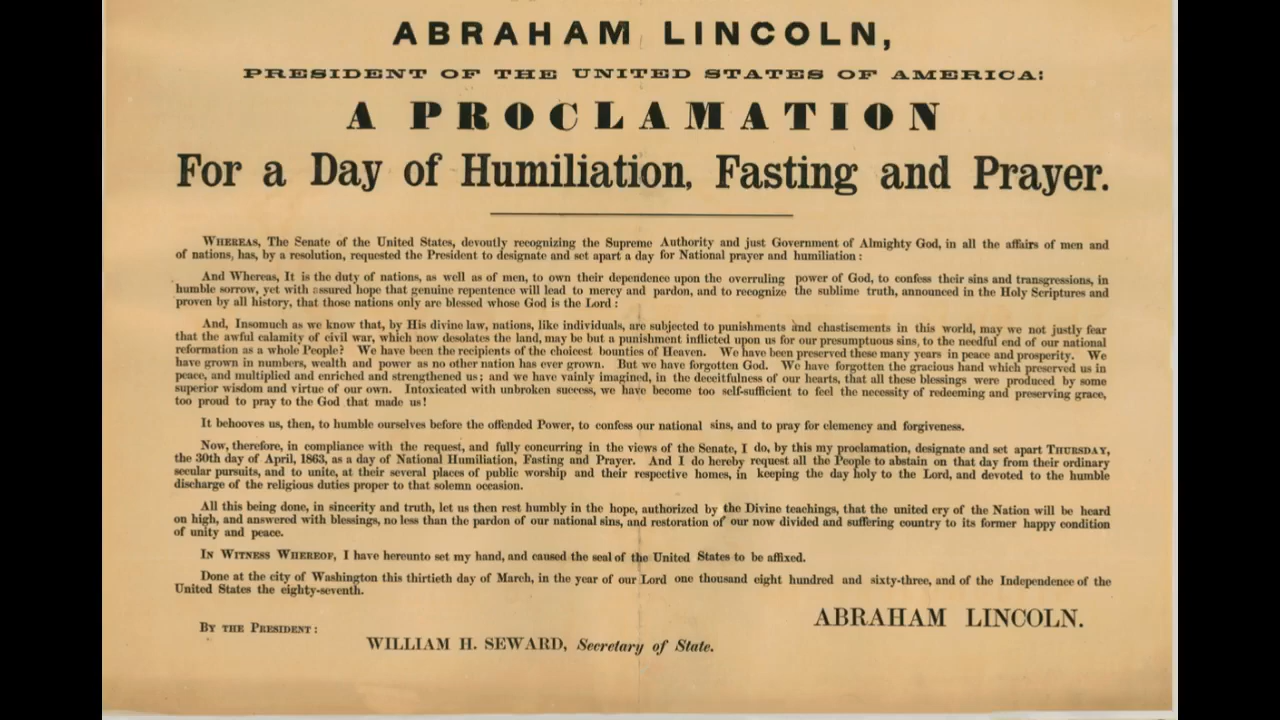 ABRAHAM LINCOLN,
PRESIDENT OF THE UNITED STATES OF AMERICA:
A PROCLAMATION
For a Day of Humiliation, Fasting and Prayer.
WHEREAS, The Senate of the United States, devoutly recognizing the Supreme Authority and just Government of Almighty God, in all the affairs of men and
of nations, has, by a resolution, requested the President to designate and set apart a day for National prayer and humiliation:
And Whereas, It is the duty of nations, as well as of men, to own their dependence upon the overruling power of God, to confess their sins and transgressions, in
humble sorrow, yet with assured hope that genuine repentence will lead to mercy and pardon, and to recognize the sublime truth, announced in the Holy Scriptures and
proven by all history, that those nations only are blessed whose God is the Lord:
And, Insomuch as we know that, by His divine law, nations, like individuals, are subjected to punishments and chastisements in this world, may we not justly fear
that the awful calamity of civil war, which now desolates the land, may be but a punishment inflicted upon us for our presumptuous sins, to the needful end of our national
reformation as a whole People? We have been the recipients of the choicest bounties of Heaven. We have been preserved these many years in peace and prosperity. We
have grown in numbers, wealth and power as no other nation has ever grown. But we have forgotten God. We have forgotten the gracious hand which preserved us in
peace, and multiplied and enriched and strengthened us; and we have vainly imagined, in the deceitfulness of our hearts, that all these blessings were produced by some
superior wisdom and virtue of our own. Intoxicated with unbroken success, we have become too self-sufficient to feel the necessity of redeeming and preserving grace,
too proud to pray to the God that made us!
It behooves us, then, to humble ourselves before the offended Power, to confess our national sins, and to pray for clemency and forgiveness.
Now, therefore, in compliance with the request, and fully concurring in the views of the Senate, I do, by this my proclamation, designate and set apart THURSDAY,
the 30th day of April, 1863, as a day of National Humiliation, Fasting and Prayer. And I do hereby request all the People to abstain on that day from their ordinary
secular pursuits, and to unite, at their several places of public worship and their respective homes, in keeping the day holy to the Lord, and devoted to the humble
discharge of the religious duties proper to that solemn occasion.
All this being done, in sincerity and truth, let us then rest humbly in the hope, authorized by the Divine teachings, that the united cry of the Nation will be heard
on high, and answered with blessings, no less than the pardon of our national sins, and restoration of our now divided and suffering country to its former happy condition
of unity and peace.
IN WITNESS WHEREOF, I have hereunto set my hand, and caused the seal of the United States to be affixed.
Done at the city of Washington this thirtieth day of March, in the year of our Lord one thousand eight hundred and sixty-three, and of the Independence of the
United States the eighty-seventh.
ABRAHAM LINCOLN.
BY THE PRESIDENT:
WILLIAM H. SEWARD, Secretary of State.